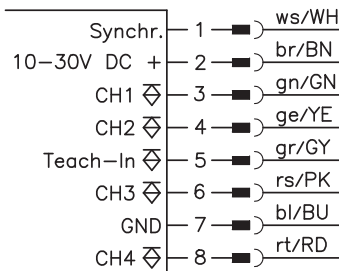 Synchr. 1 ws/WH
10-30V DC + 2 br/BN
CH1 3 gn/GN
CH2 4 ge/YE
Teach-In 5 gr/GY
CH3 6 rs/PK
GND 7 bl/BU
CH4 8 rt/RD